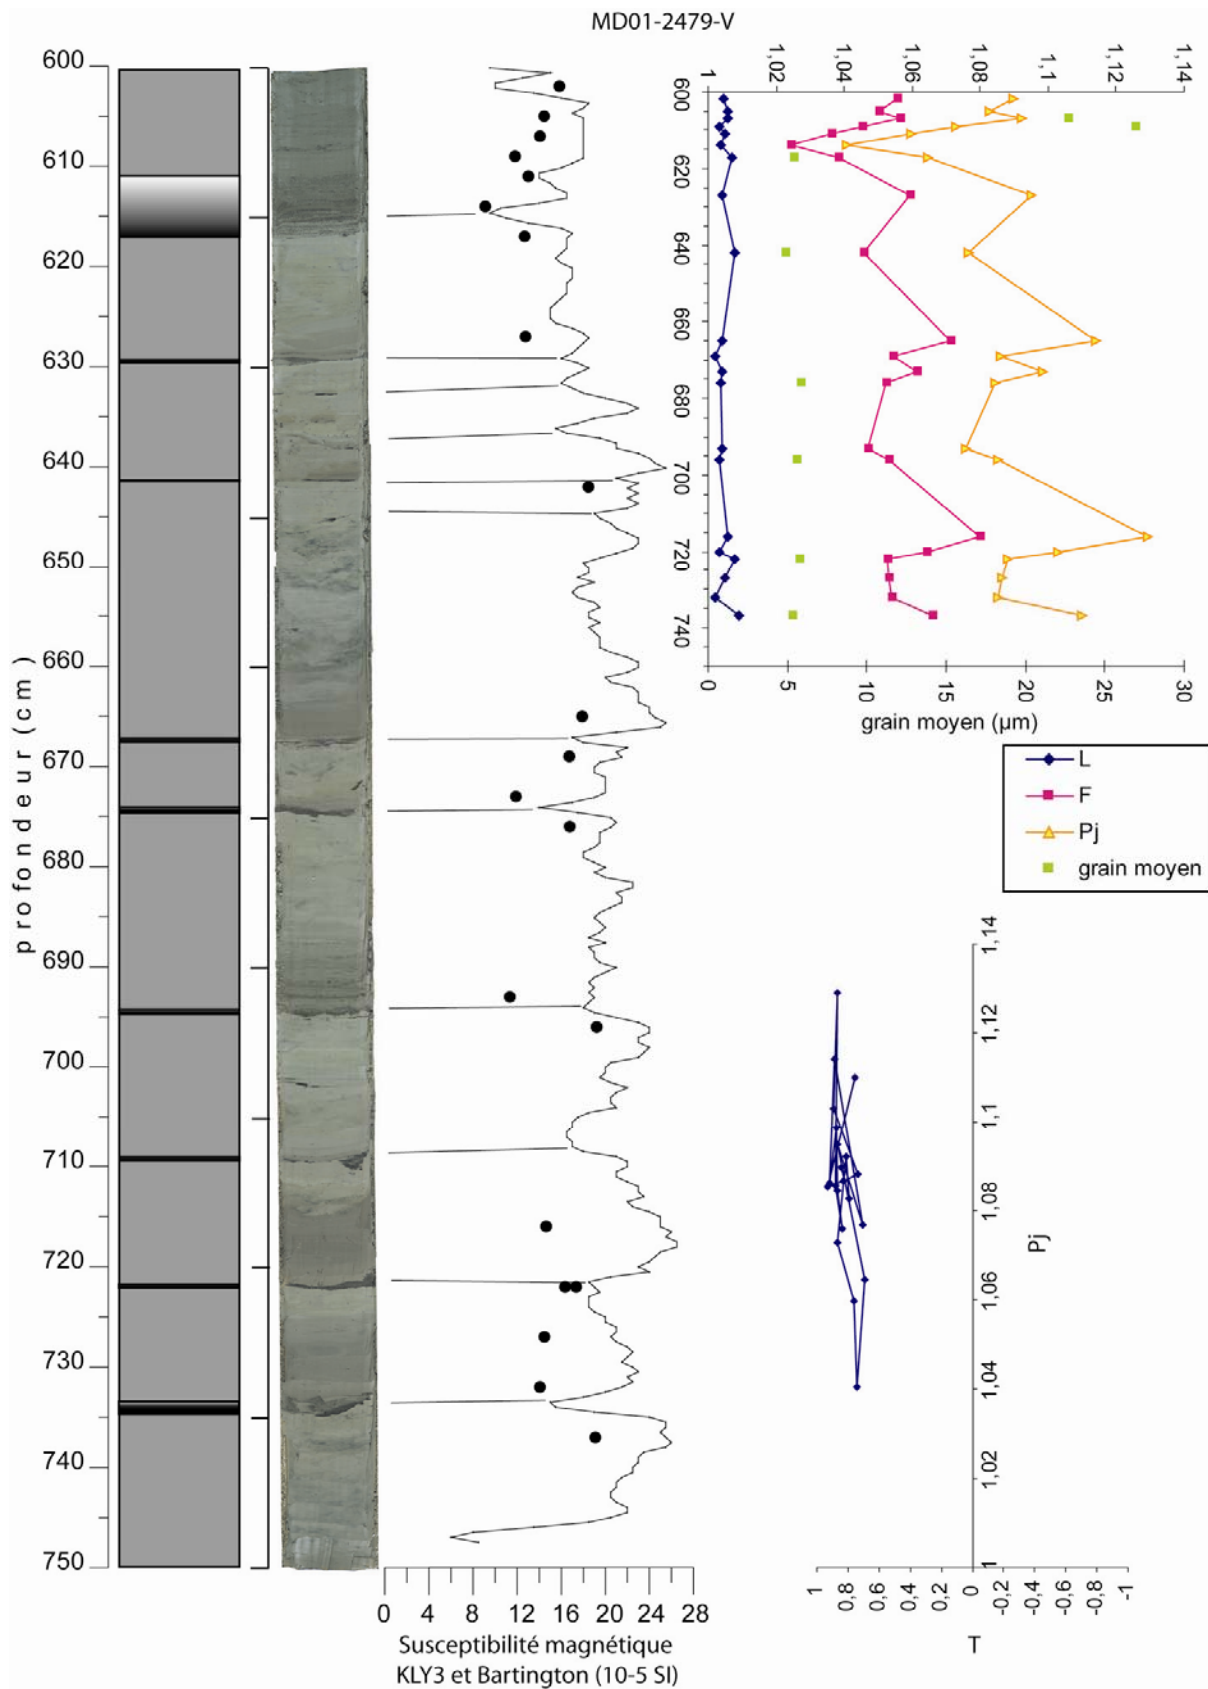 MD01-2479-V
profondeur (cm)
600
610
620
630
640
650
660
670
680
690
700
710
720
730
740
750
0 4 8 12 16 20 24 28
Susceptibilité magnétique
KLY3 et Bartington (10-5 SI)
1 1,02 1,04 1,06 1,08 1,1 1,12 1,14
600
620
640
660
680
700
720
740
0 5 10 15 20 25 30
grain moyen (µm)
L
F
Pj
grain moyen
1,14
1,12
1,1
1,08
1,06
1,04
1,02
1
Pj
1 0,8 0,6 0,4 0,2 0 -0,2 -0,4 -0,6 -0,8 -1
T